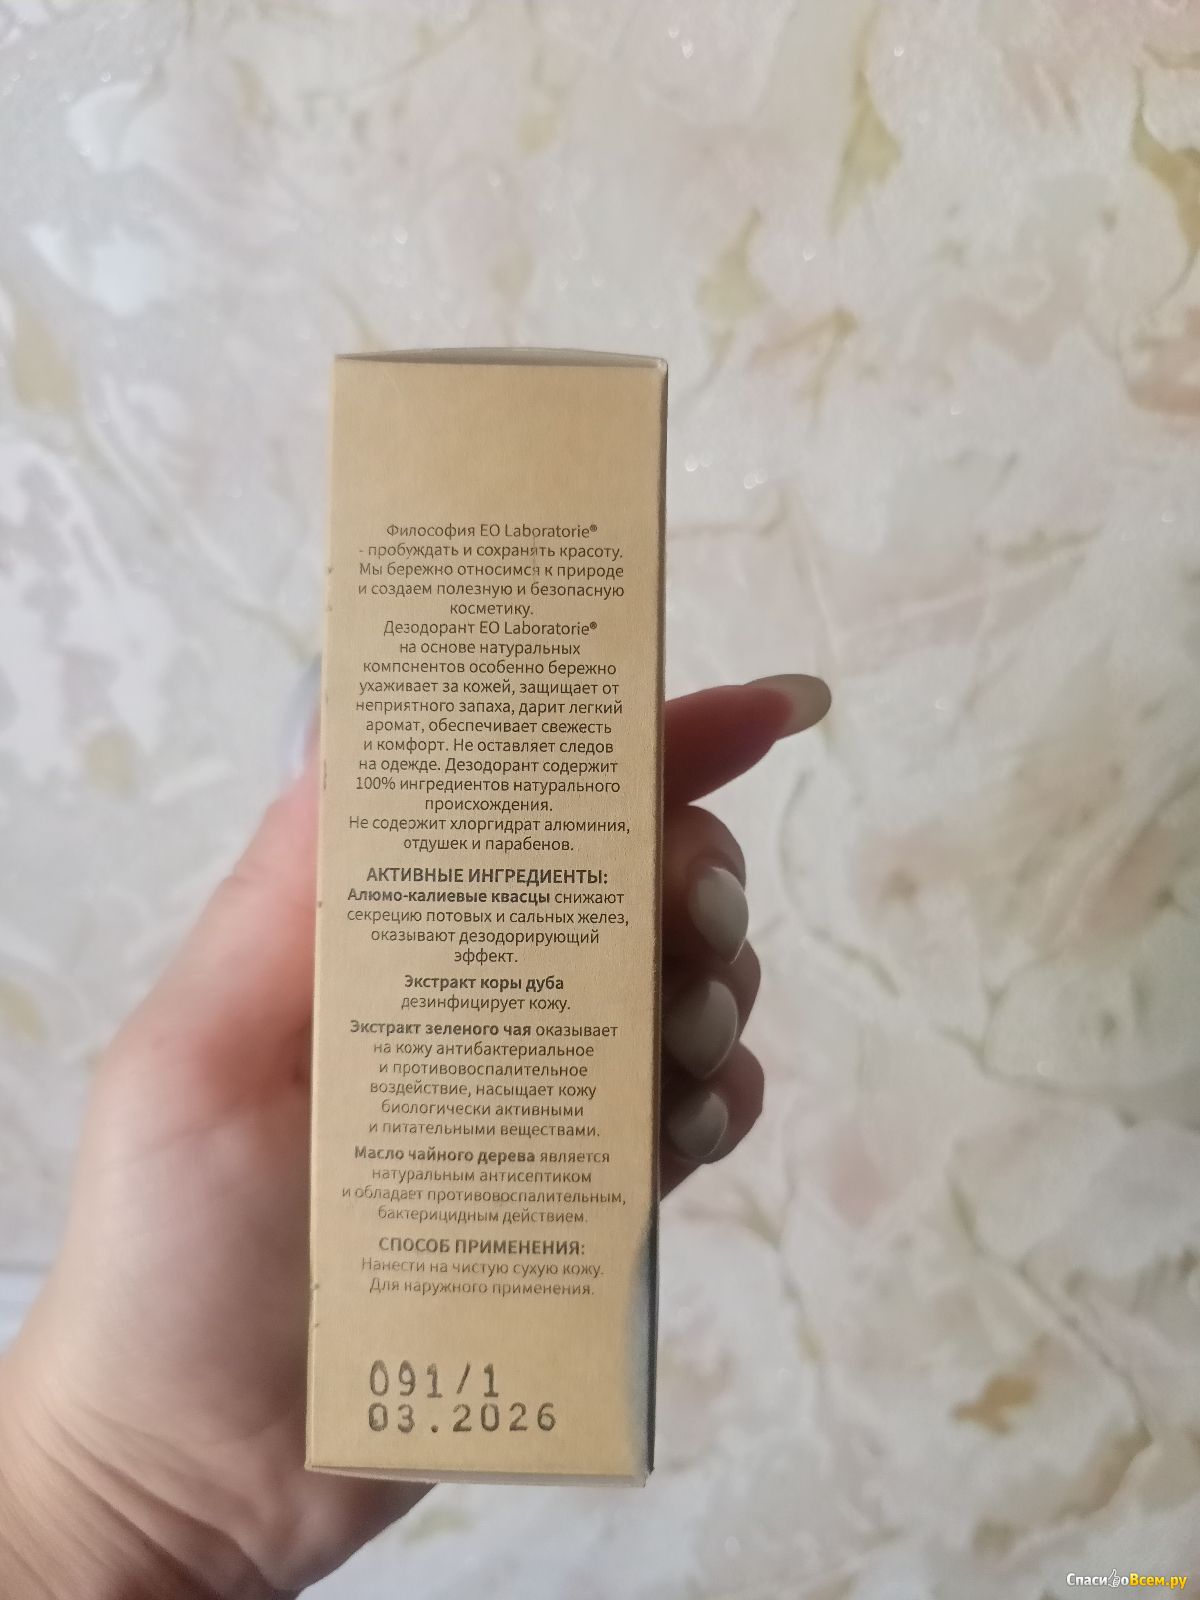 Философия EO Laboratorie®
- пробуждать и сохранять красоту.
Мы бережно относимся к природе
и создаем полезную и безопасную
косметику.
Дезодорант EO Laboratorie®
на основе натуральных
компонентов особенно бережно
ухаживает за кожей, защищает от
неприятного запаха, дарит легкий
аромат, обеспечивает свежесть
и комфорт. Не оставляет следов
на одежде. Дезодорант содержит
100% ингредиентов натурального
происхождения.
Не содержит хлоргидрат алюминия,
отдушек и парабенов.
АКТИВНЫЕ ИНГРЕДИЕНТЫ:
Алюмо-калиевые квасцы снижают
секрецию потовых и сальных желез,
оказывают дезодорирующий
эффект.
Экстракт коры дуба
дезинфицирует кожу.
Экстракт зеленого чая оказывает
на кожу антибактериальное
и противовоспалительное
воздействие, насыщает кожу
биологически активными
и питательными веществами.
Масло чайного дерева является
натуральным антисептиком
и обладает противовоспалительным,
бактерицидным действием.
СПОСОБ ПРИМЕНЕНИЯ:
Нанести на чистую сухую кожу.
Для наружного применения.
091/1
03.2026
СпасибоВсем.ру